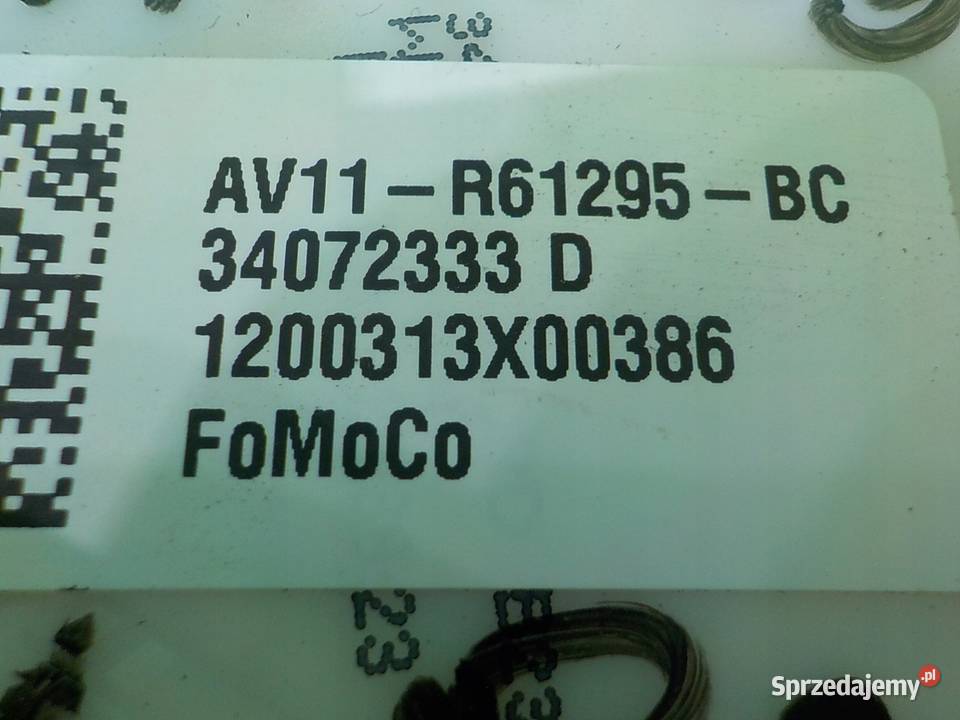 AV11-R61295-BC
34072333 D
1200313X00386
FoMoCo
Sprzedajemy.pl